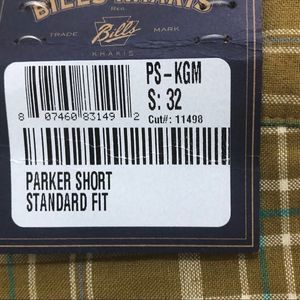 BILLS KHAKIS
REG.
TRADE Bills MARK
KHAKIS
PS-KGM
S: 32
8 07460 83149 2
Cut#: 11498
PARKER SHORT
STANDARD FIT